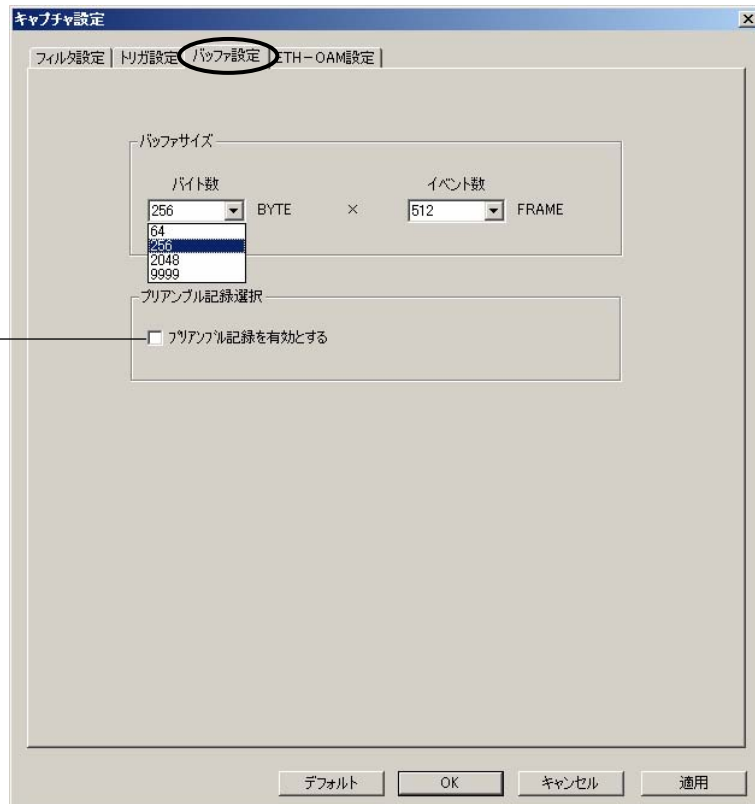 キャプチャ設定
フィルタ設定 トリガ設定 バッファ設定 ETH－OAM設定
バッファサイズ
バイト数 イベント数
256 BYTE × 512 FRAME
64
256
2048
9999
プリアンブル記録選択
プリアンブル記録を有効とする
デフォルト OK キャンセル 適用